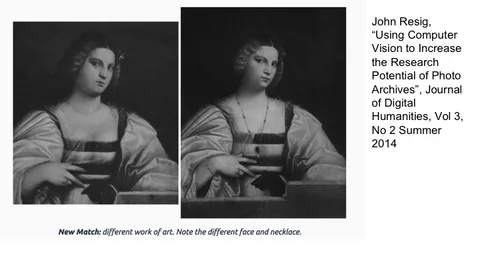 John Resig,
“Using Computer
Vision to Increase
the Research
Potential of Photo
Archives”, Journal
of Digital
Humanities, Vol 3,
No 2 Summer
2014
New Match: different work of art. Note the different face and necklace.